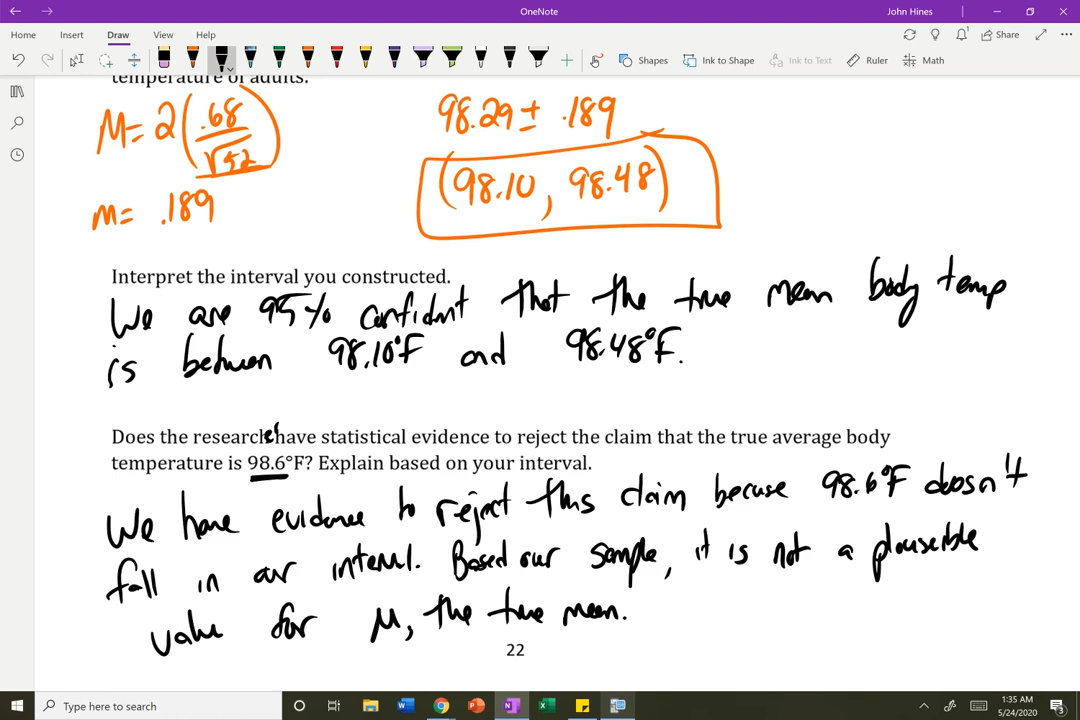 OneNote
John Hines
Home Insert Draw View Help
Share
Shapes Ink to Shape Ink to Text Ruler Math
temperature of adults.
M= 2(.68/√52)
98.29 ± .189
(98.10, 98.48)
m= .189
Interpret the interval you constructed.
We are 95% confident that the true mean body temp
is between 98.10°F and 98.48°F.
Does the researcher have statistical evidence to reject the claim that the true average body
temperature is 98.6°F? Explain based on your interval.
We have evidence to reject this claim because 98.6°F doesn't
fall in our interval. Based our sample, it is not a plausible
value for μ, the true mean.
22
Type here to search
1:35 AM
5/24/2020
3